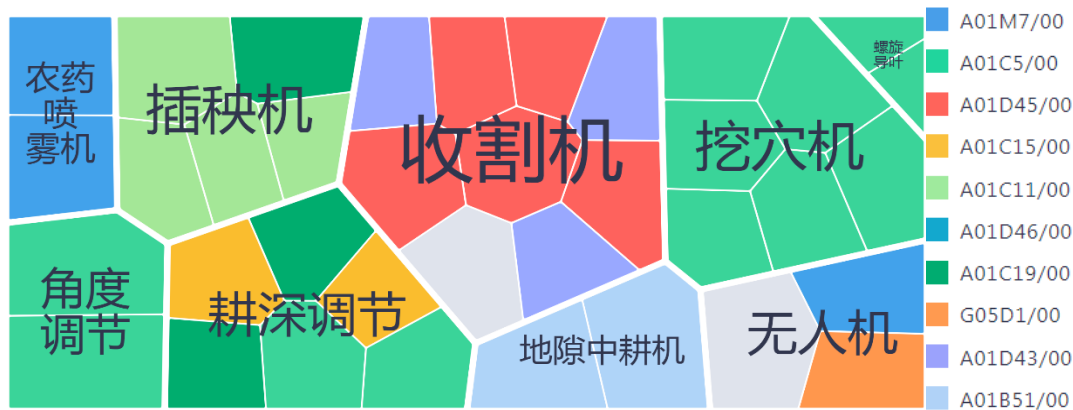 农药
喷
雾机
插秧机
收割机
挖穴机
螺旋
导叶
角度
调节
耕深调节
地隙中耕机
无人机
A01M7/00
A01C5/00
A01D45/00
A01C15/00
A01C11/00
A01D46/00
A01C19/00
G05D1/00
A01D43/00
A01B51/00